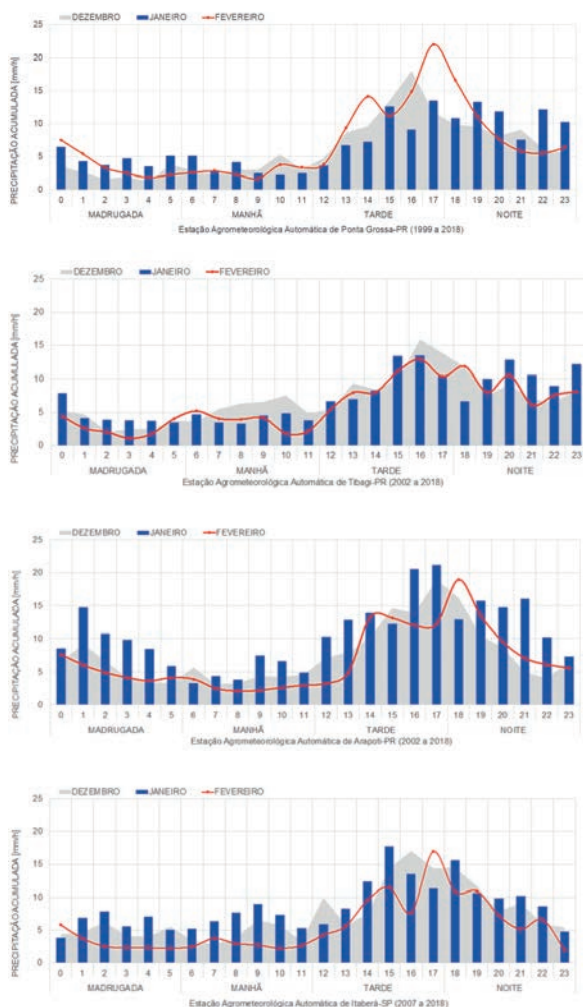 DEZEMBRO JANEIRO FEVEREIRO
PRECIPITAÇÃO ACUMULADA [mm/h]
25
20
15
10
5
0
0 1 2 3 4 5 6 7 8 9 10 11 12 13 14 15 16 17 18 19 20 21 22 23
MADRUGADA MANHÃ TARDE NOITE
Estação Agrometeorológica Automática de Ponta Grossa-PR (1999 a 2018)
DEZEMBRO JANEIRO FEVEREIRO
PRECIPITAÇÃO ACUMULADA [mm/h]
25
20
15
10
5
0
0 1 2 3 4 5 6 7 8 9 10 11 12 13 14 15 16 17 18 19 20 21 22 23
MADRUGADA MANHÃ TARDE NOITE
Estação Agrometeorológica Automática de Tibagi-PR (2002 a 2018)
DEZEMBRO JANEIRO FEVEREIRO
PRECIPITAÇÃO ACUMULADA [mm/h]
25
20
15
10
5
0
0 1 2 3 4 5 6 7 8 9 10 11 12 13 14 15 16 17 18 19 20 21 22 23
MADRUGADA MANHÃ TARDE NOITE
Estação Agrometeorológica Automática de Arapoti-PR (2002 a 2018)
DEZEMBRO JANEIRO FEVEREIRO
PRECIPITAÇÃO ACUMULADA [mm/h]
25
20
15
10
5
0
0 1 2 3 4 5 6 7 8 9 10 11 12 13 14 15 16 17 18 19 20 21 22 23
MADRUGADA MANHÃ TARDE NOITE
Estação Agrometeorológica Automática de Itaberá-SP (2007 a 2018)